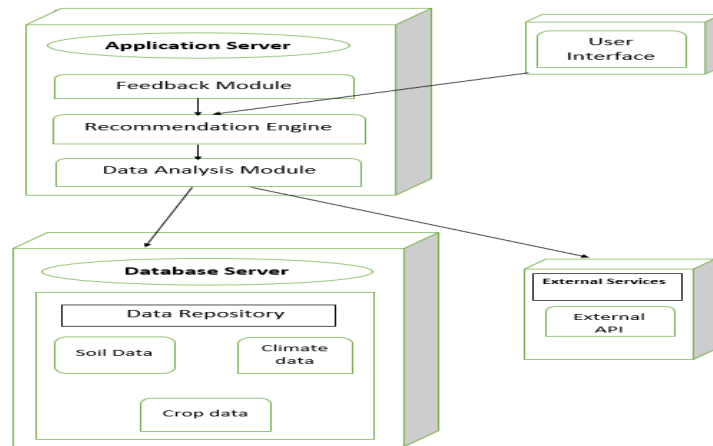 Application Server
User
Interface
Feedback Module
Recommendation Engine
Data Analysis Module
Database Server
External Services
Data Repository
External
API
Soil Data
Climate
data
Crop data